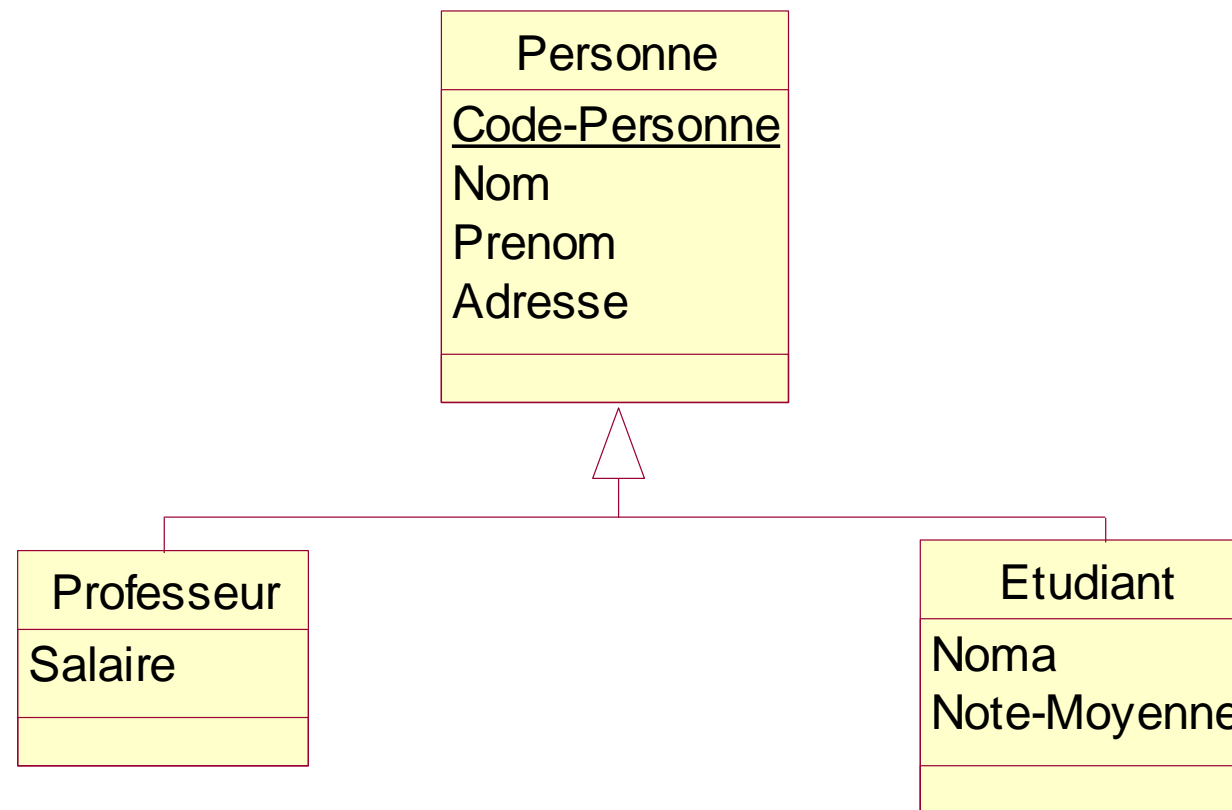 Personne
Code-Personne
Nom
Prenom
Adresse
Professeur
Salaire
Etudiant
Noma
Note-Moyenne